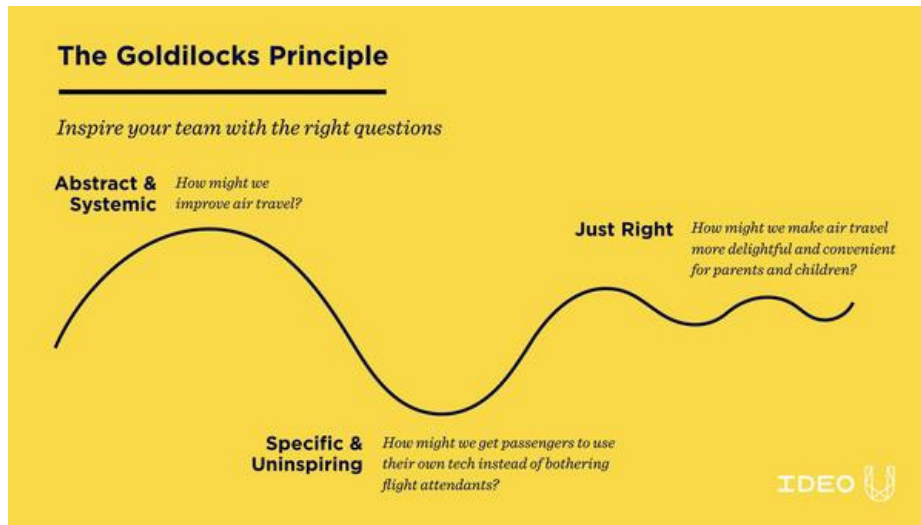 The Goldilocks Principle
Inspire your team with the right questions
Abstract &
Systemic
How might we
improve air travel?
Just Right
How might we make air travel
more delightful and convenient
for parents and children?
Specific &
Uninspiring
How might we get passengers to use
their own tech instead of bothering
flight attendants?
IDEO U